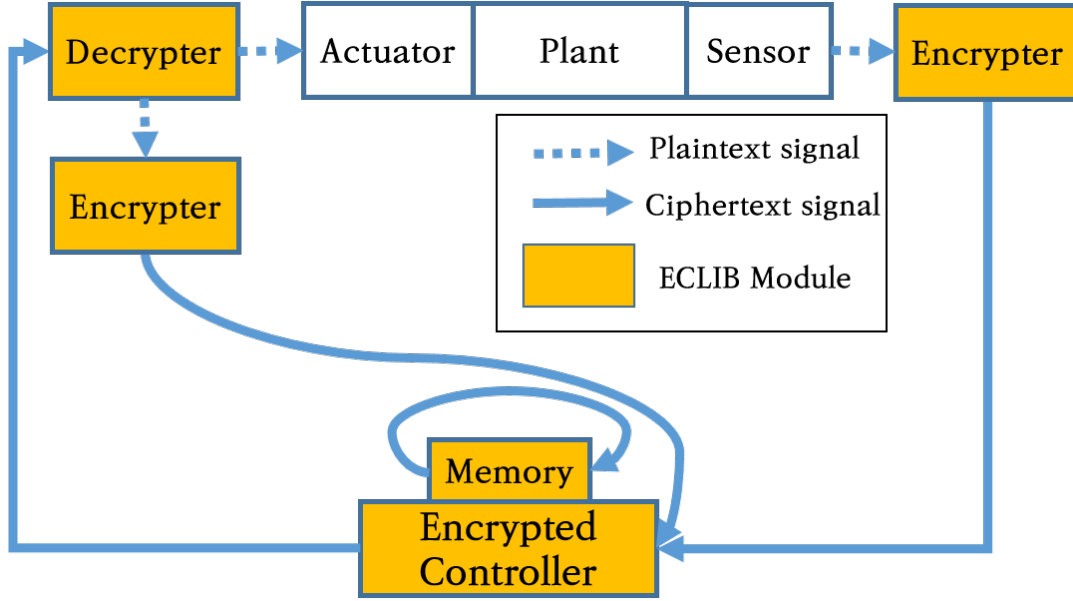 Decrypter
Actuator
Plant
Sensor
Encrypter
Encrypter
Plaintext signal
Ciphertext signal
ECLIB Module
Memory
Encrypted
Controller